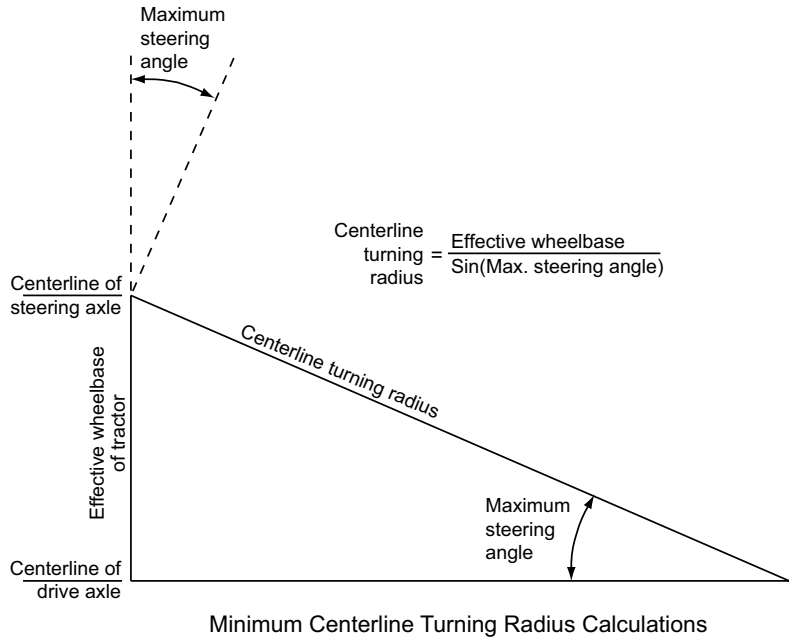 Maximum
steering
angle
Centerline
turning
radius
= Effective wheelbase
Sin(Max. steering angle)
Centerline of
steering axle
Centerline turning radius
Effective wheelbase
of tractor
Maximum
steering
angle
Centerline of
drive axle
Minimum Centerline Turning Radius Calculations